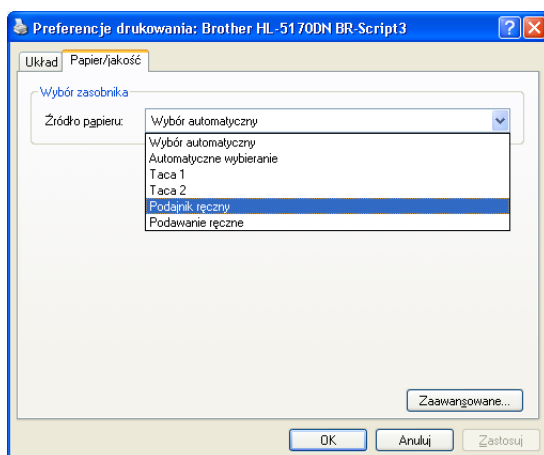 Preferencje drukowania: Brother HL-5170DN BR-Script3
Układ Papier/jakość
Wybór zasobnika
Źródło papieru: Wybór automatyczny
Wybór automatyczny
Automatyczne wybieranie
Taca 1
Taca 2
Podajnik ręczny
Podawanie ręczne
Zaawansowane...
OK Anuluj Zastosuj